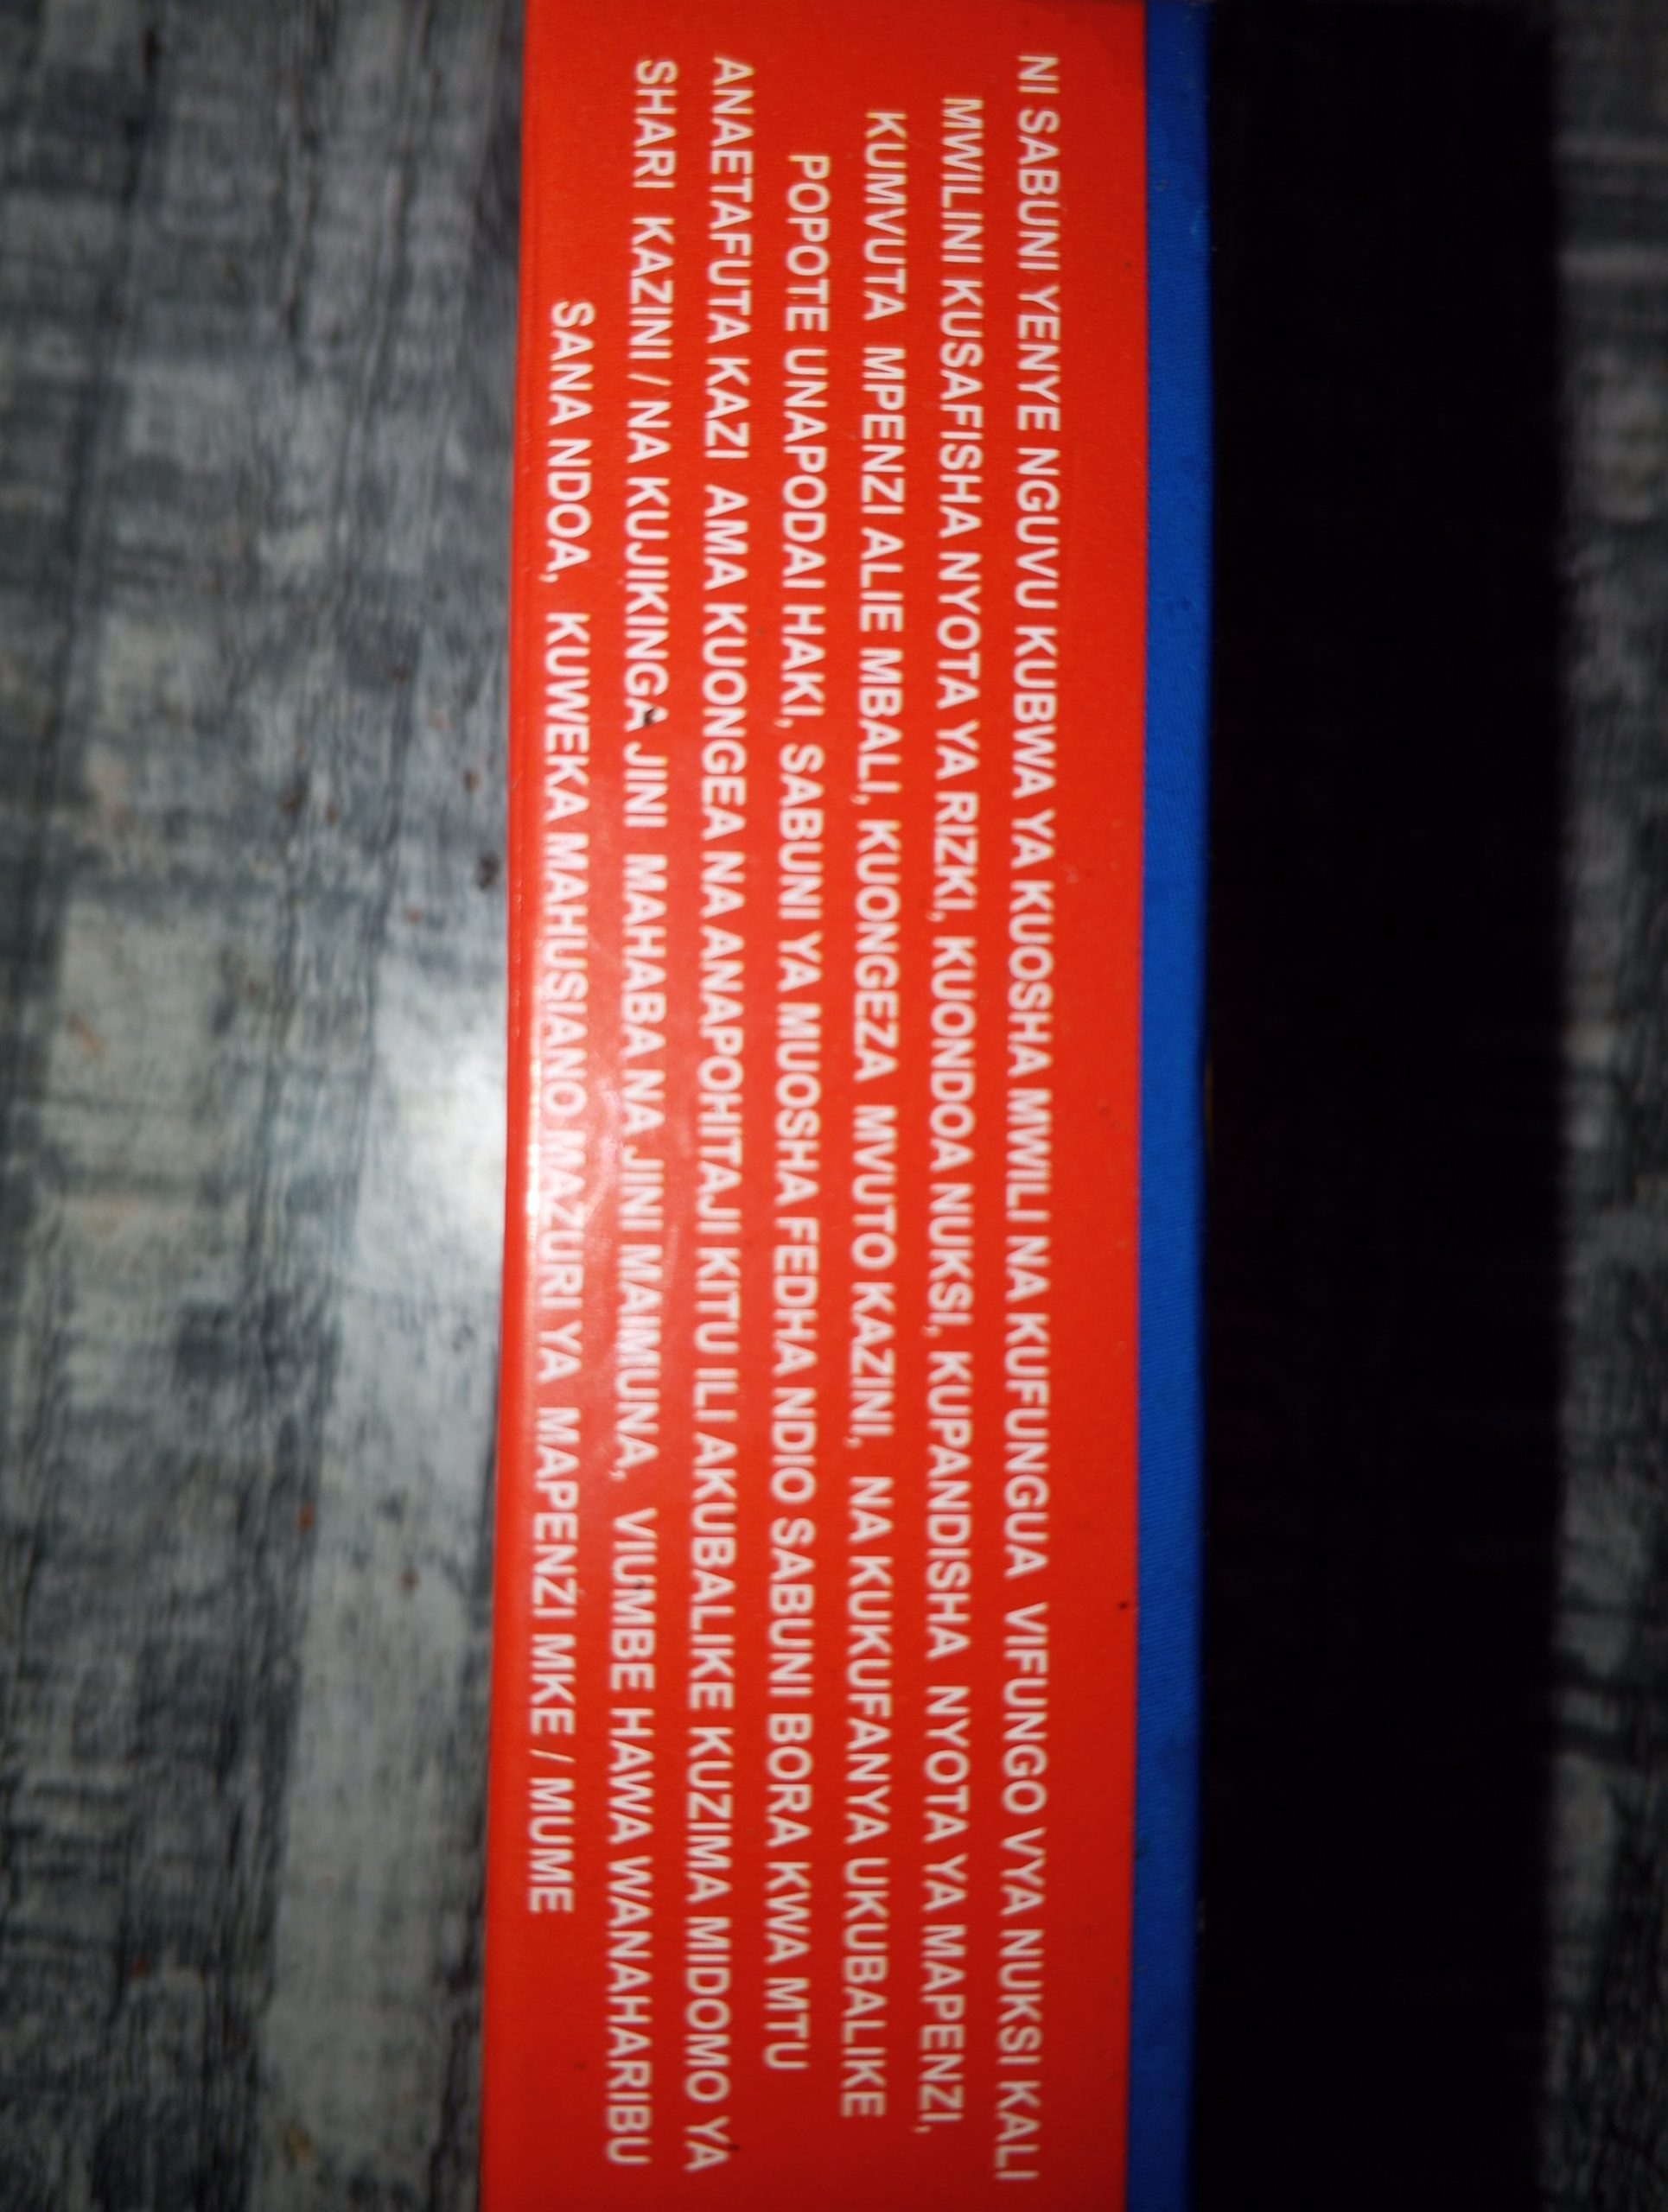 NI SABUNI YENYE NGUVU KUBWA YA KUOSHA MWILI NA KUFUNGUA VIFUNGO VYA NUKSI KALI
MWILINI KUSAFISHA NYOTA YA RIZKI, KUONDOA NUKSI, KUPANDISHA NYOTA YA MAPENZI,
KUMVUTA MPENZI ALIE MBALI, KUONGEZA MVUTO KAZINI, NA KUKUFANYA UKUBALIKE
POPOTE UNAPODAI HAKI, SABUNI YA MUOSHA FEDHA NDIO SABUNI BORA KWA MTU
ANAETAFUTA KAZI AMA KUONGEA NA ANAPOHITAJI KITU ILI AKUBALIKE KUZIMA MIDOMO YA
SHARI KAZINI / NA KUJIKINGA JINI MAHABA NA JINI MAIMUNA, VIUMBE HAWA WANAHARIBU
SANA NDOA, KUWEKA MAHUSIANO MAZURI YA MAPENZI MKE / MUME